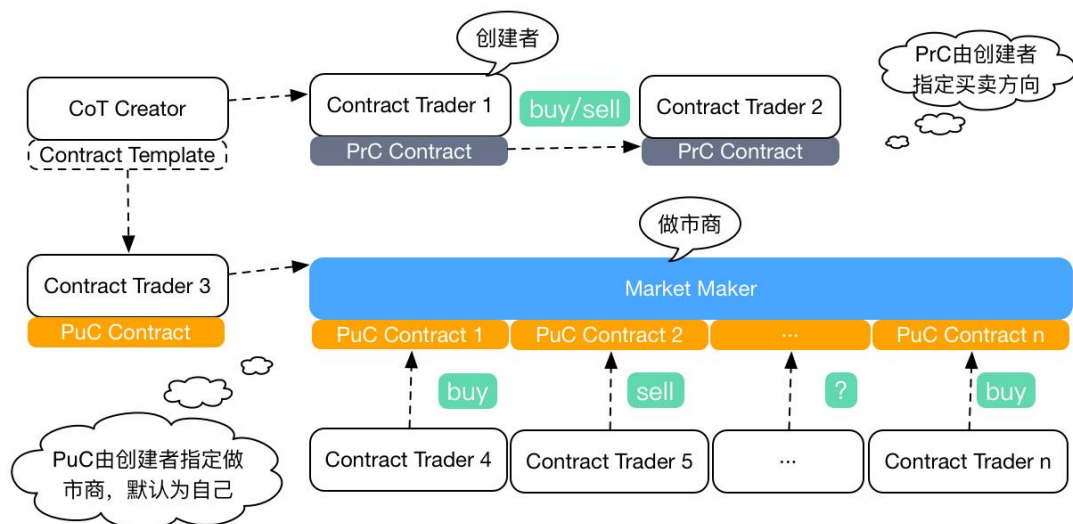 创建者
PrC由创建者
指定买卖方向
CoT Creator
Contract Trader 1
buy/sell
Contract Trader 2
Contract Template
PrC Contract
PrC Contract
做市商
Contract Trader 3
Market Maker
PuC Contract
PuC Contract 1
PuC Contract 2
...
PuC Contract n
buy
sell
?
buy
PuC由创建者指定做
市商，默认为自己
Contract Trader 4
Contract Trader 5
...
Contract Trader n